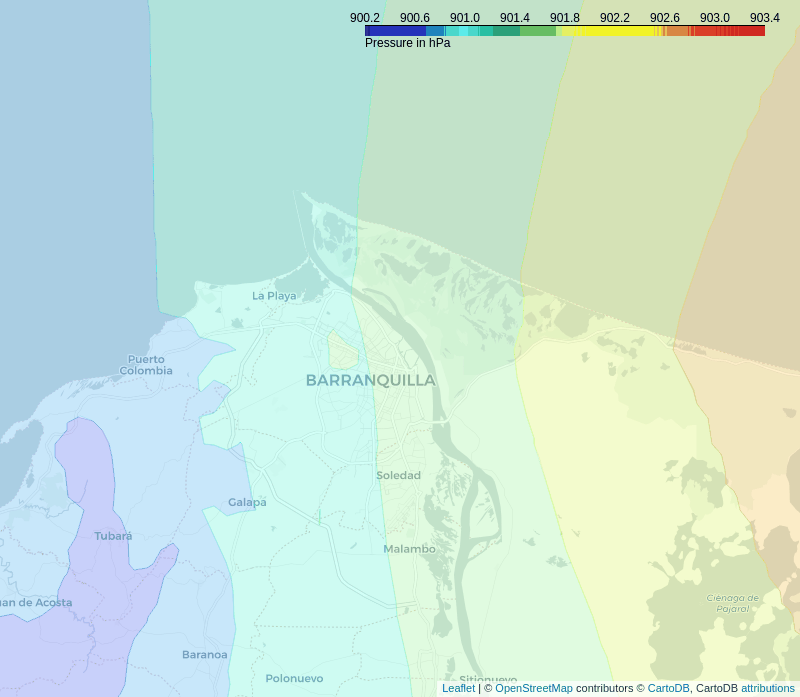 900.2 900.6 901.0 901.4 901.8 902.2 902.6 903.0 903.4
Pressure in hPa
La Playa
Puerto
Colombia
BARRANQUILLA
Soledad
Galapa
Tubará
Malambo
Ciénaga de
Pajaral
uan de Acosta
Baranoa
Polonuevo
Sitionuevo
Leaflet | © OpenStreetMap contributors © CartoDB, CartoDB attributions